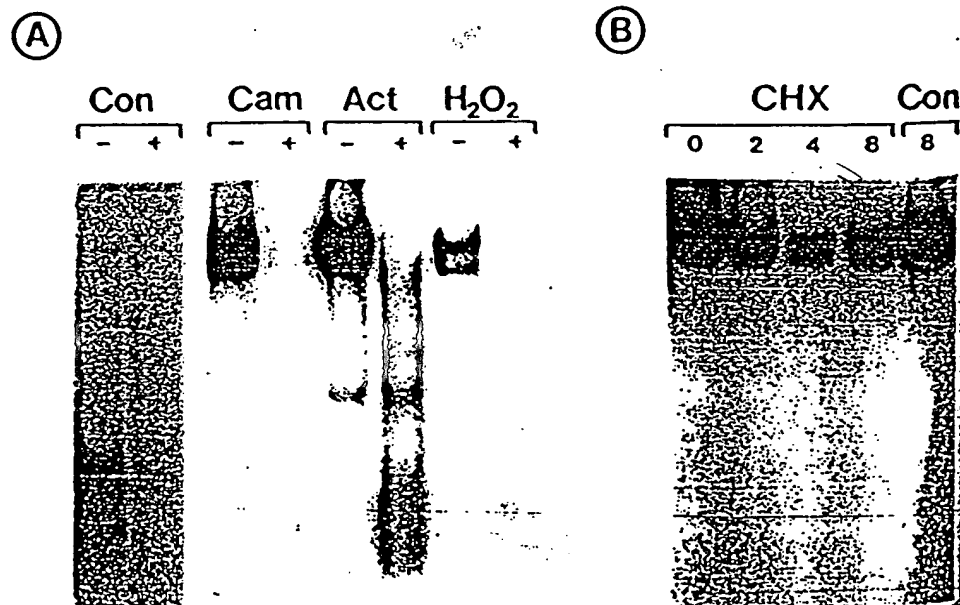 A
B
Con Cam Act H₂O₂
- + - + - + - +
CHX Con
0 2 4 8 8